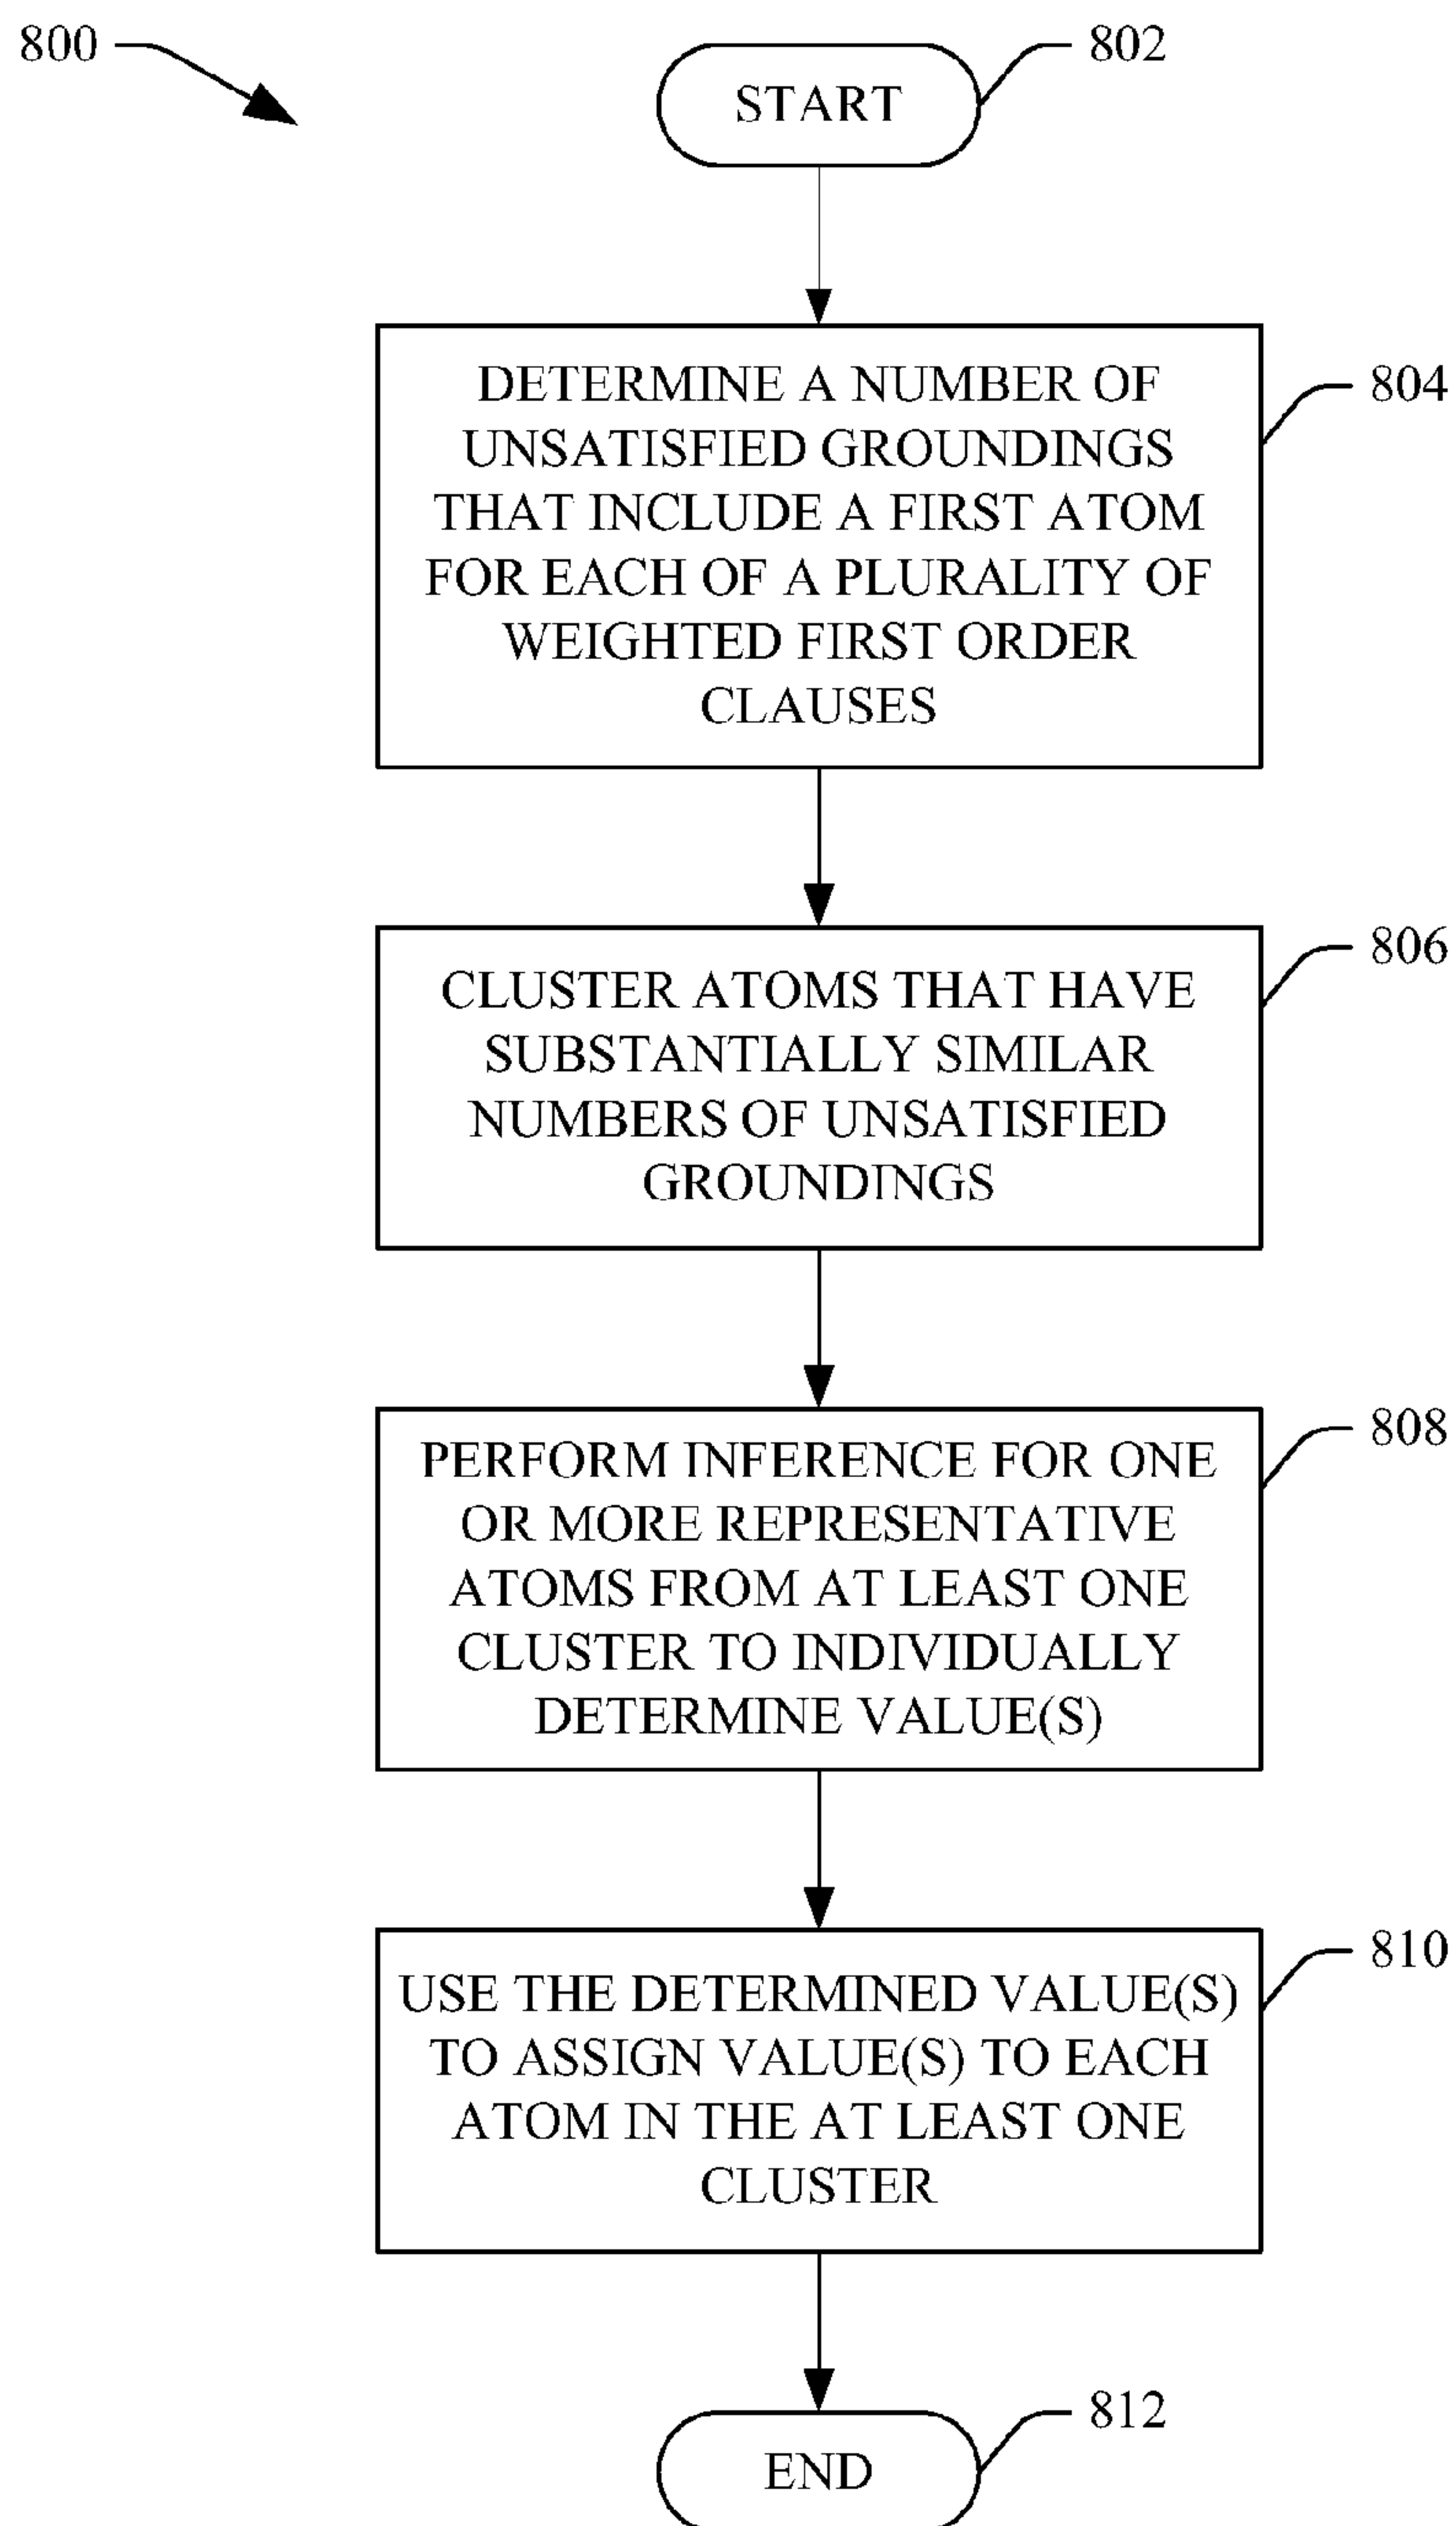 800
802
START
804
DETERMINE A NUMBER OF
UNSATISFIED GROUNDINGS
THAT INCLUDE A FIRST ATOM
FOR EACH OF A PLURALITY OF
WEIGHTED FIRST ORDER
CLAUSES
806
CLUSTER ATOMS THAT HAVE
SUBSTANTIALLY SIMILAR
NUMBERS OF UNSATISFIED
GROUNDINGS
808
PERFORM INFERENCE FOR ONE
OR MORE REPRESENTATIVE
ATOMS FROM AT LEAST ONE
CLUSTER TO INDIVIDUALLY
DETERMINE VALUE(S)
810
USE THE DETERMINED VALUE(S)
TO ASSIGN VALUE(S) TO EACH
ATOM IN THE AT LEAST ONE
CLUSTER
812
END